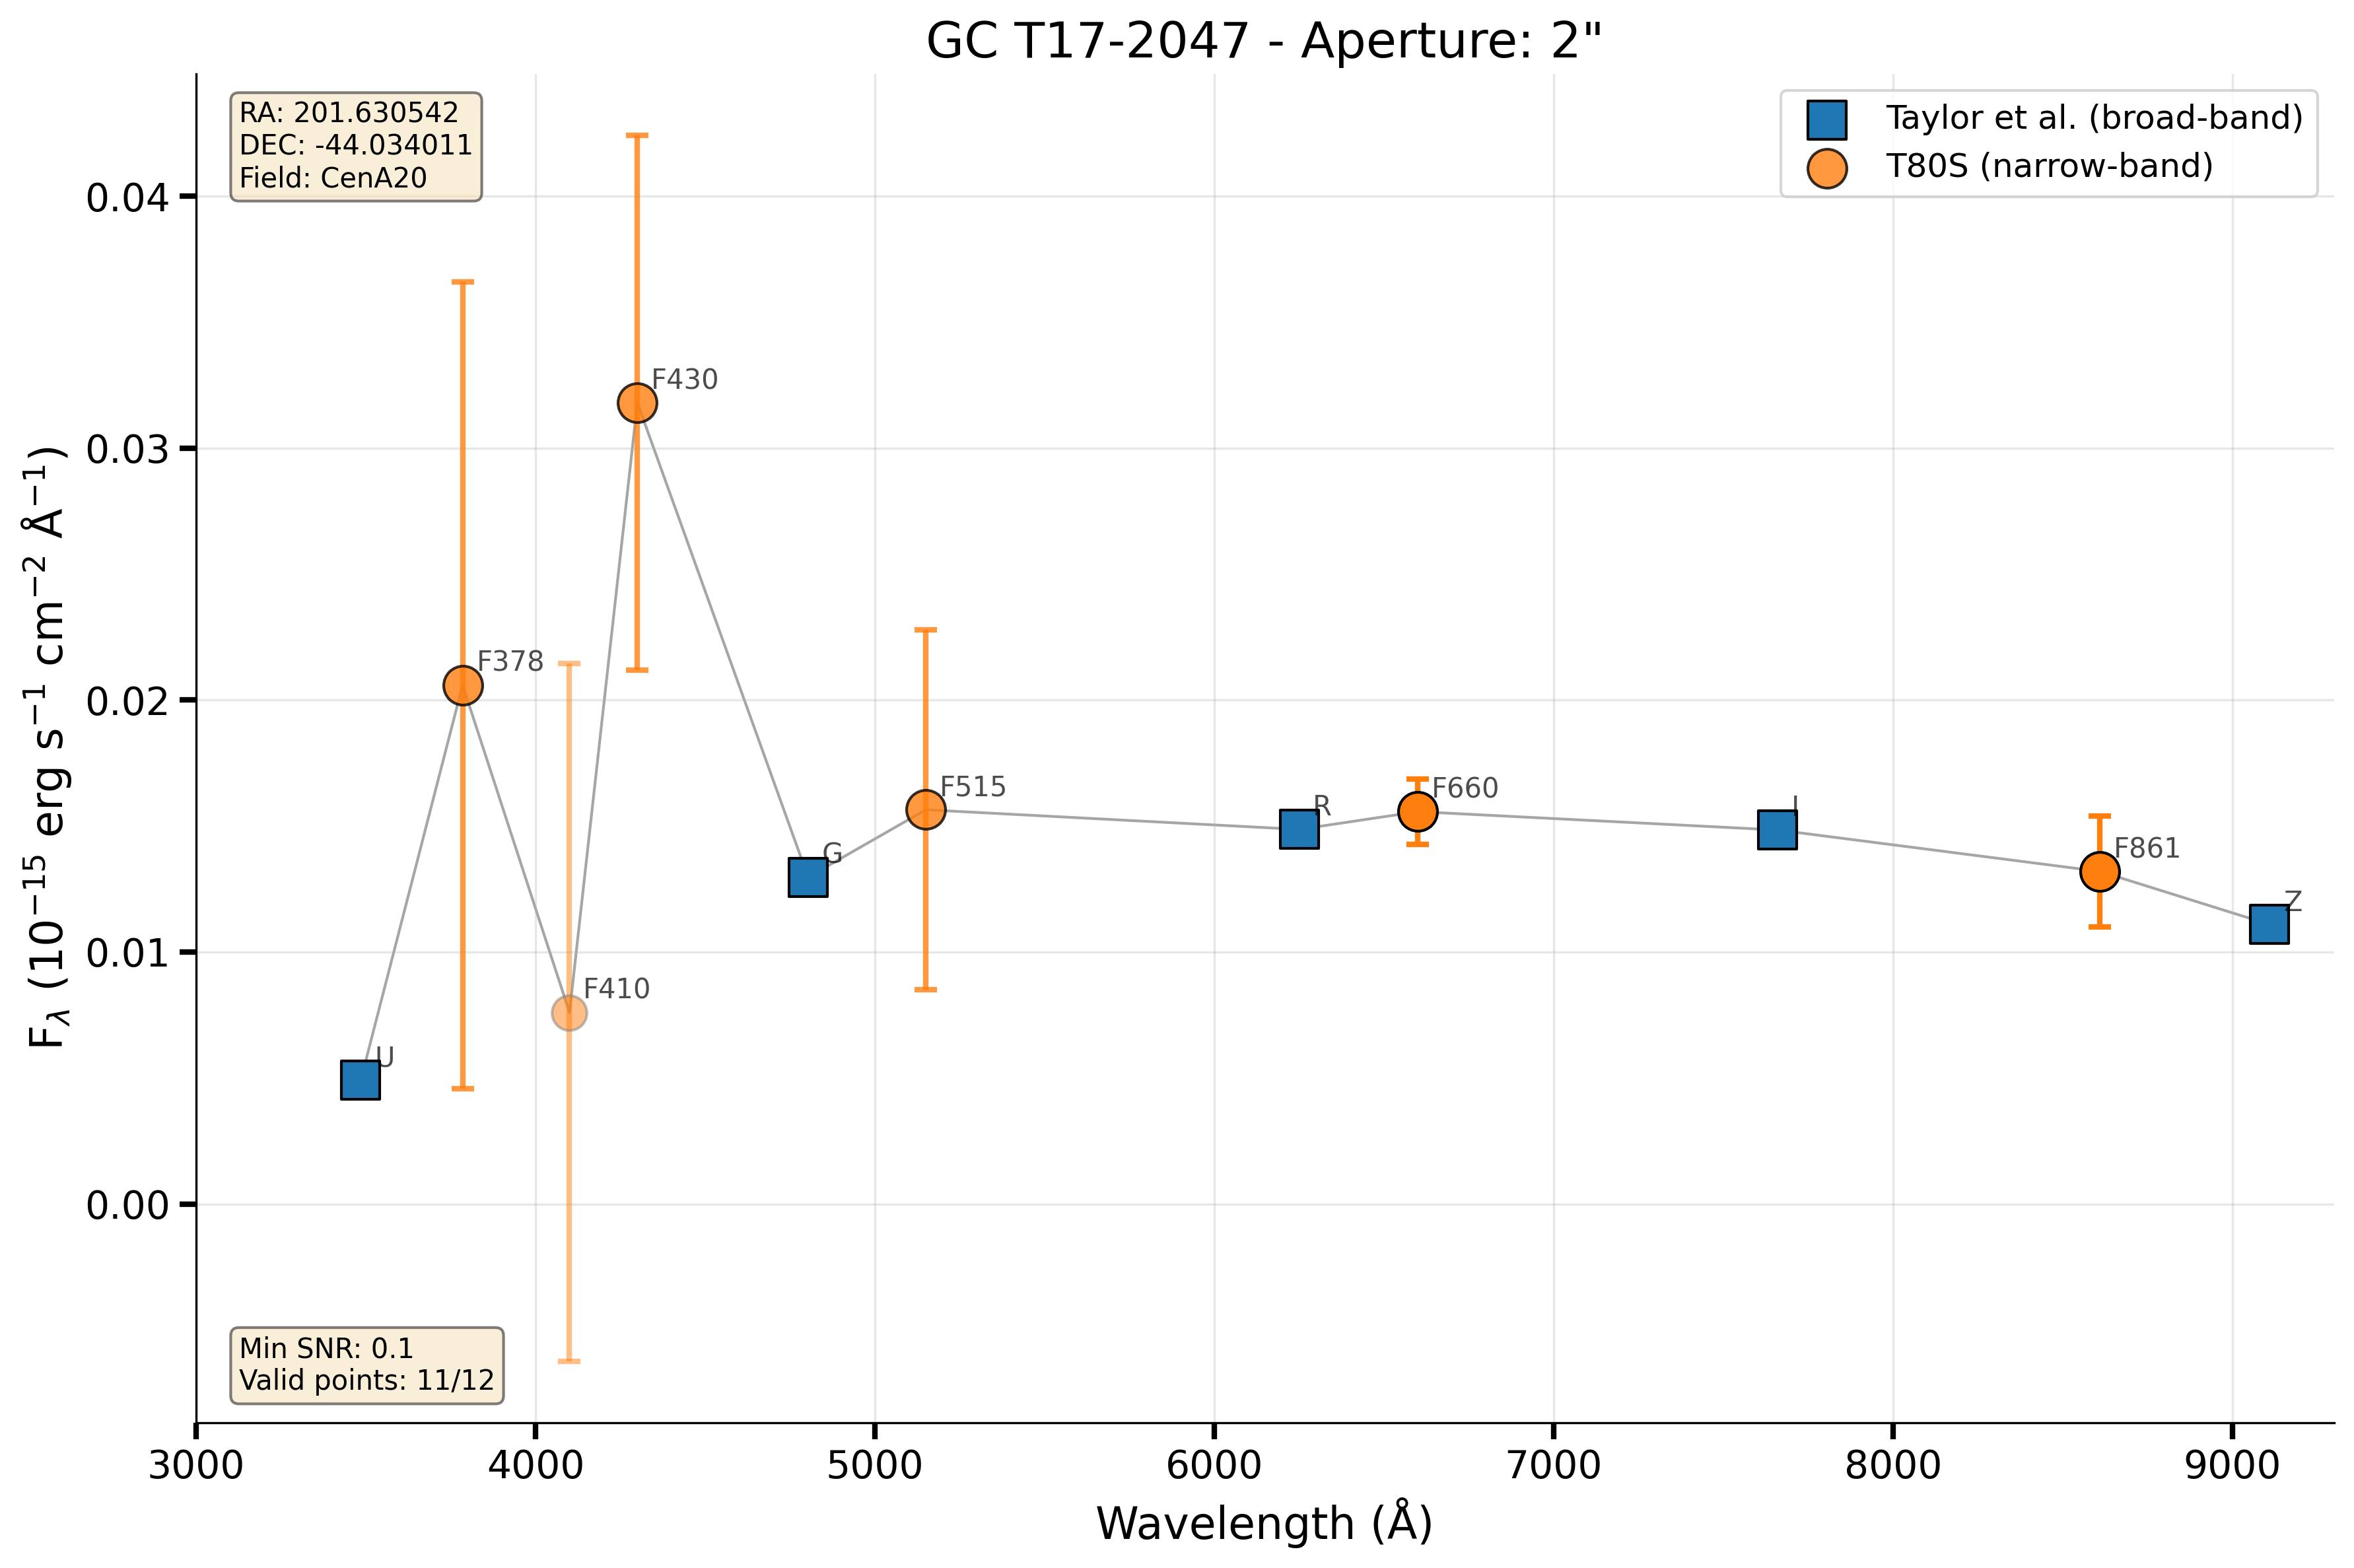 GC T17-2047 - Aperture: 2"
RA: 201.630542
DEC: -44.034011
Field: CenA20
Taylor et al. (broad-band)
T80S (narrow-band)
0.04
0.03
0.02
0.01
0.00
F_λ (10⁻¹⁵ erg s⁻¹ cm⁻² Å⁻¹)
U
F378
F410
F430
G
F515
R
F660
I
F861
Z
Min SNR: 0.1
Valid points: 11/12
3000 4000 5000 6000 7000 8000 9000
Wavelength (Å)